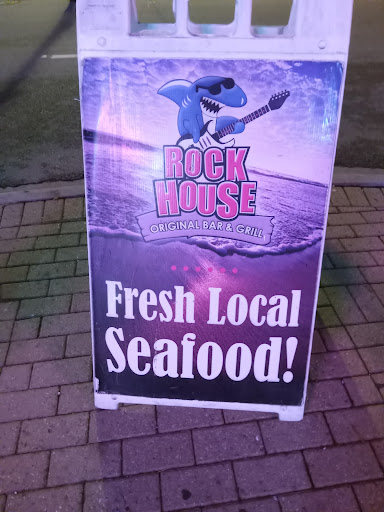 ROCK
HOUSE
ORIGINAL BAR & GRILL
Fresh Local
Seafood!